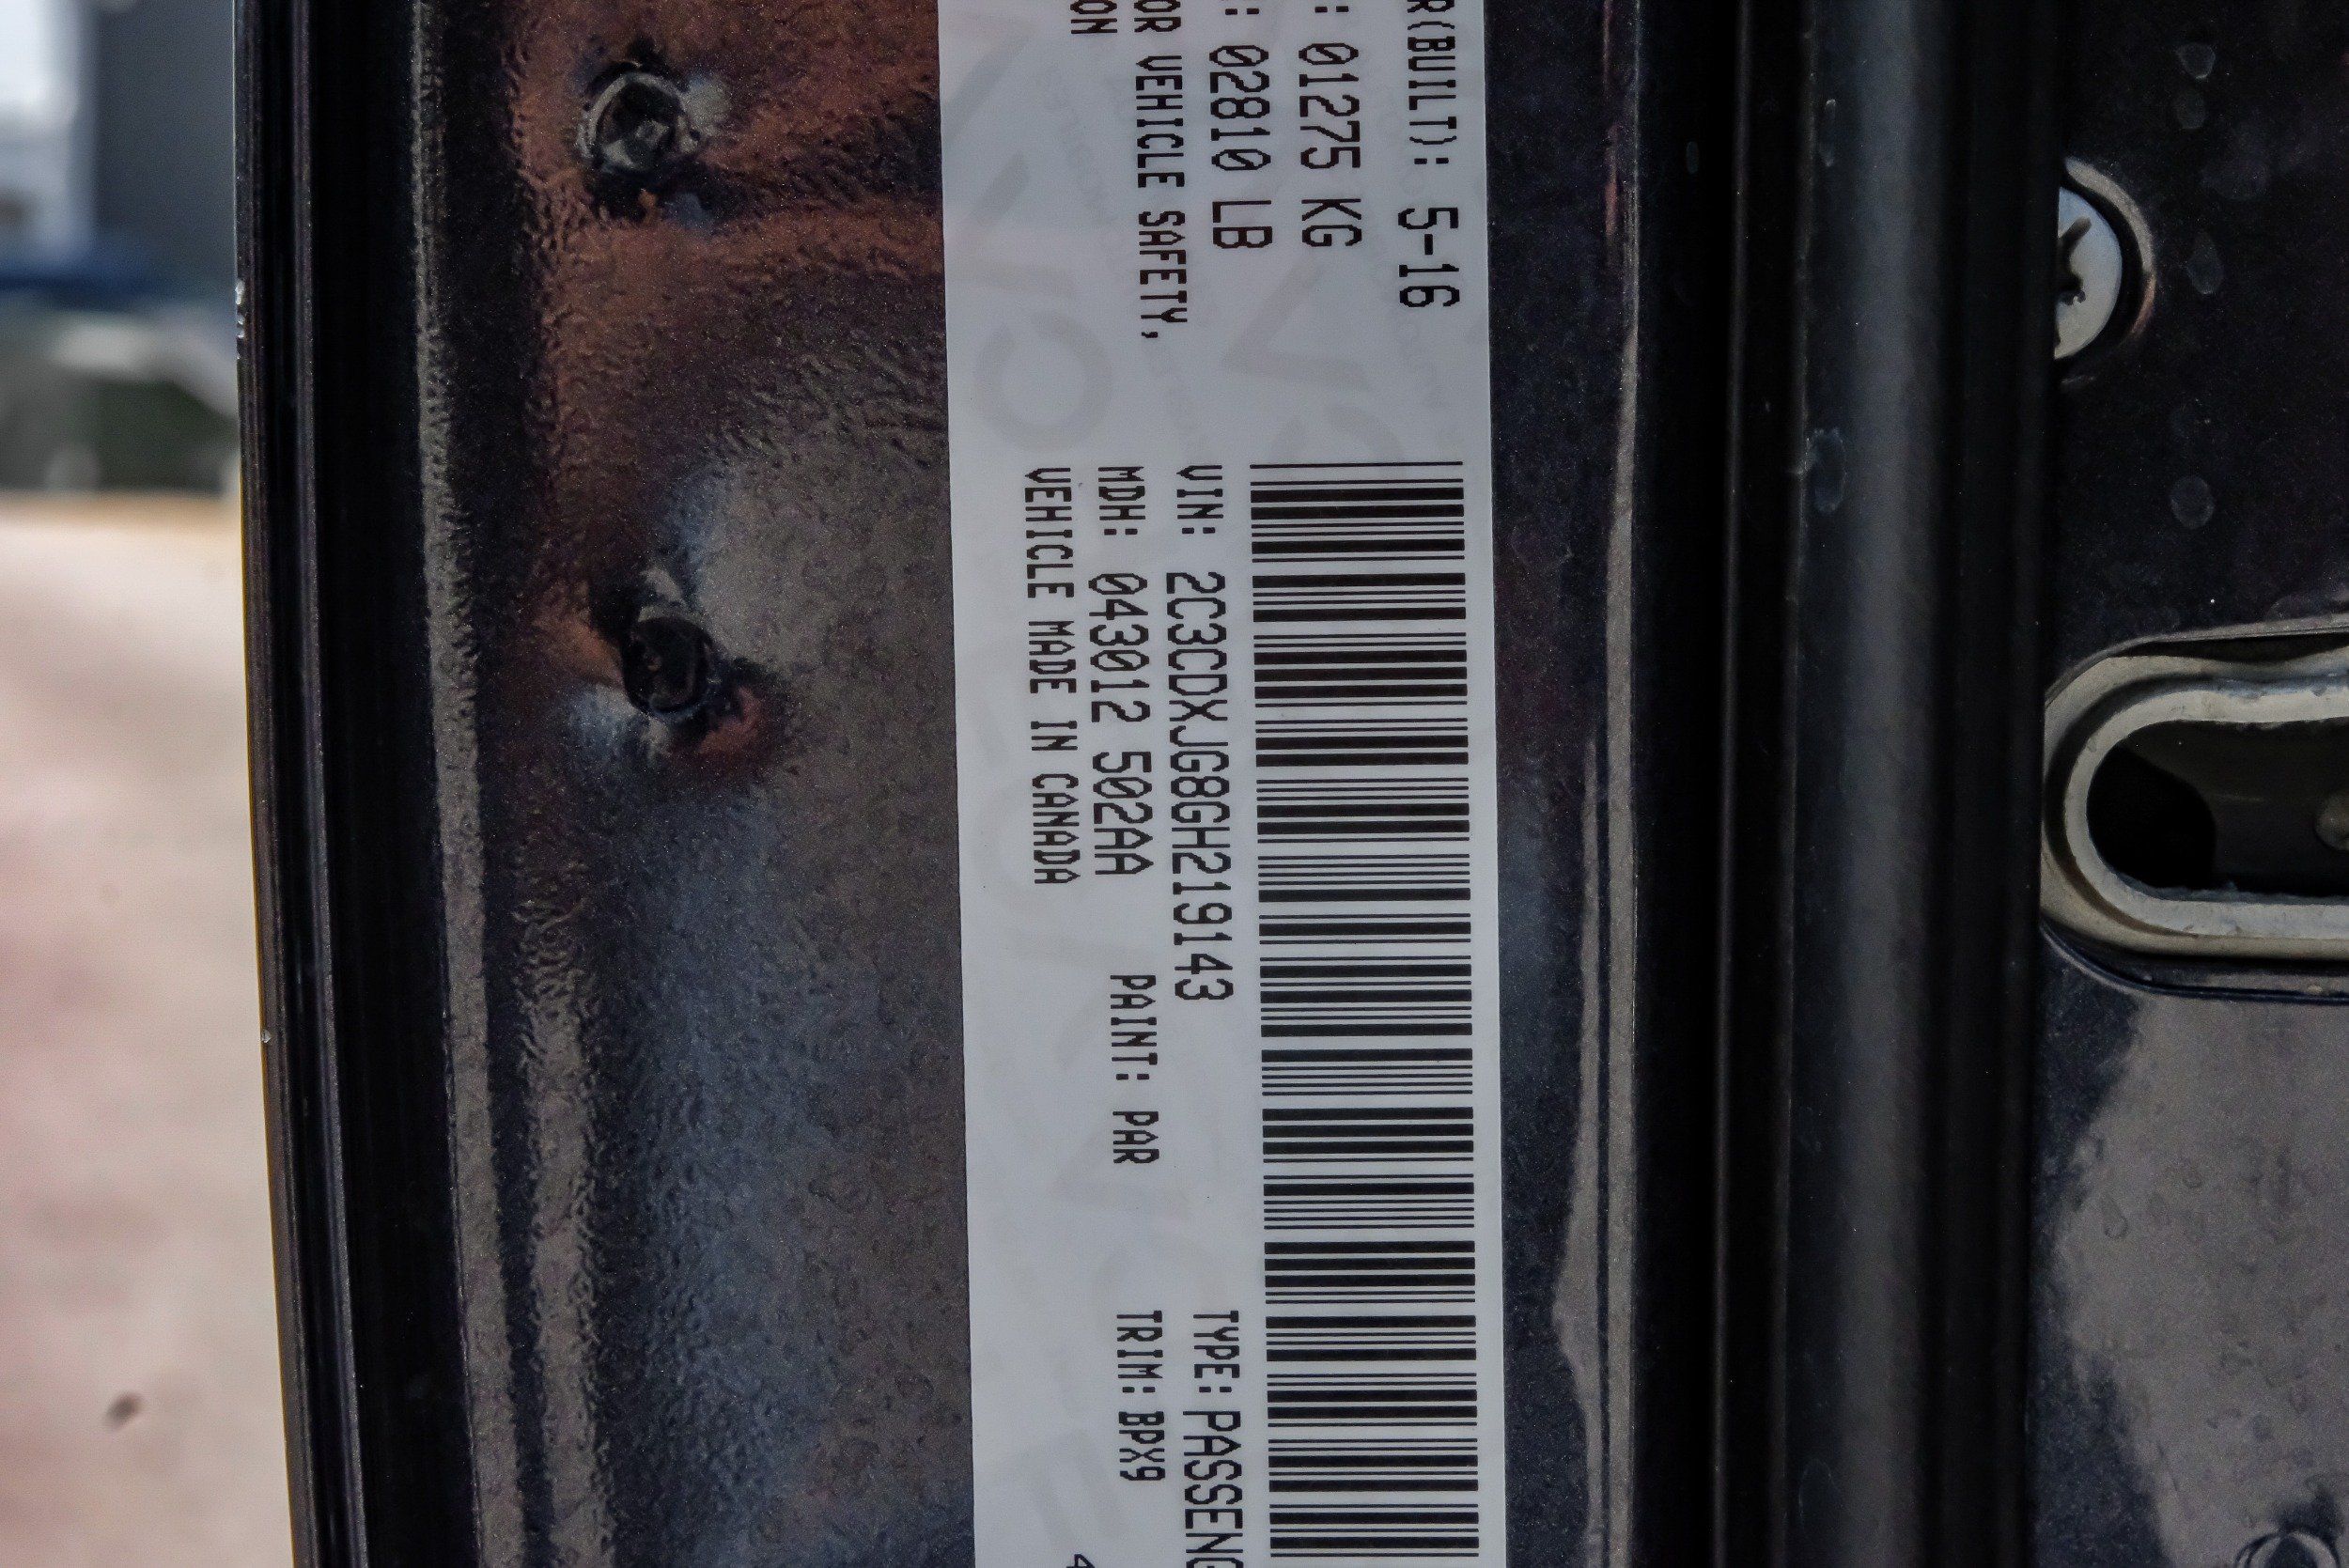 R(BUILT): 5-16
: 01275 KG
: 02810 LB
OR VEHICLE SAFETY,
ON
VIN: 2C3CDXJG8GH219143
TYPE: PASSENG
MDH: 043012 502AA
PAINT: PAR
TRIM: BPX9
VEHICLE MADE IN CANADA
4